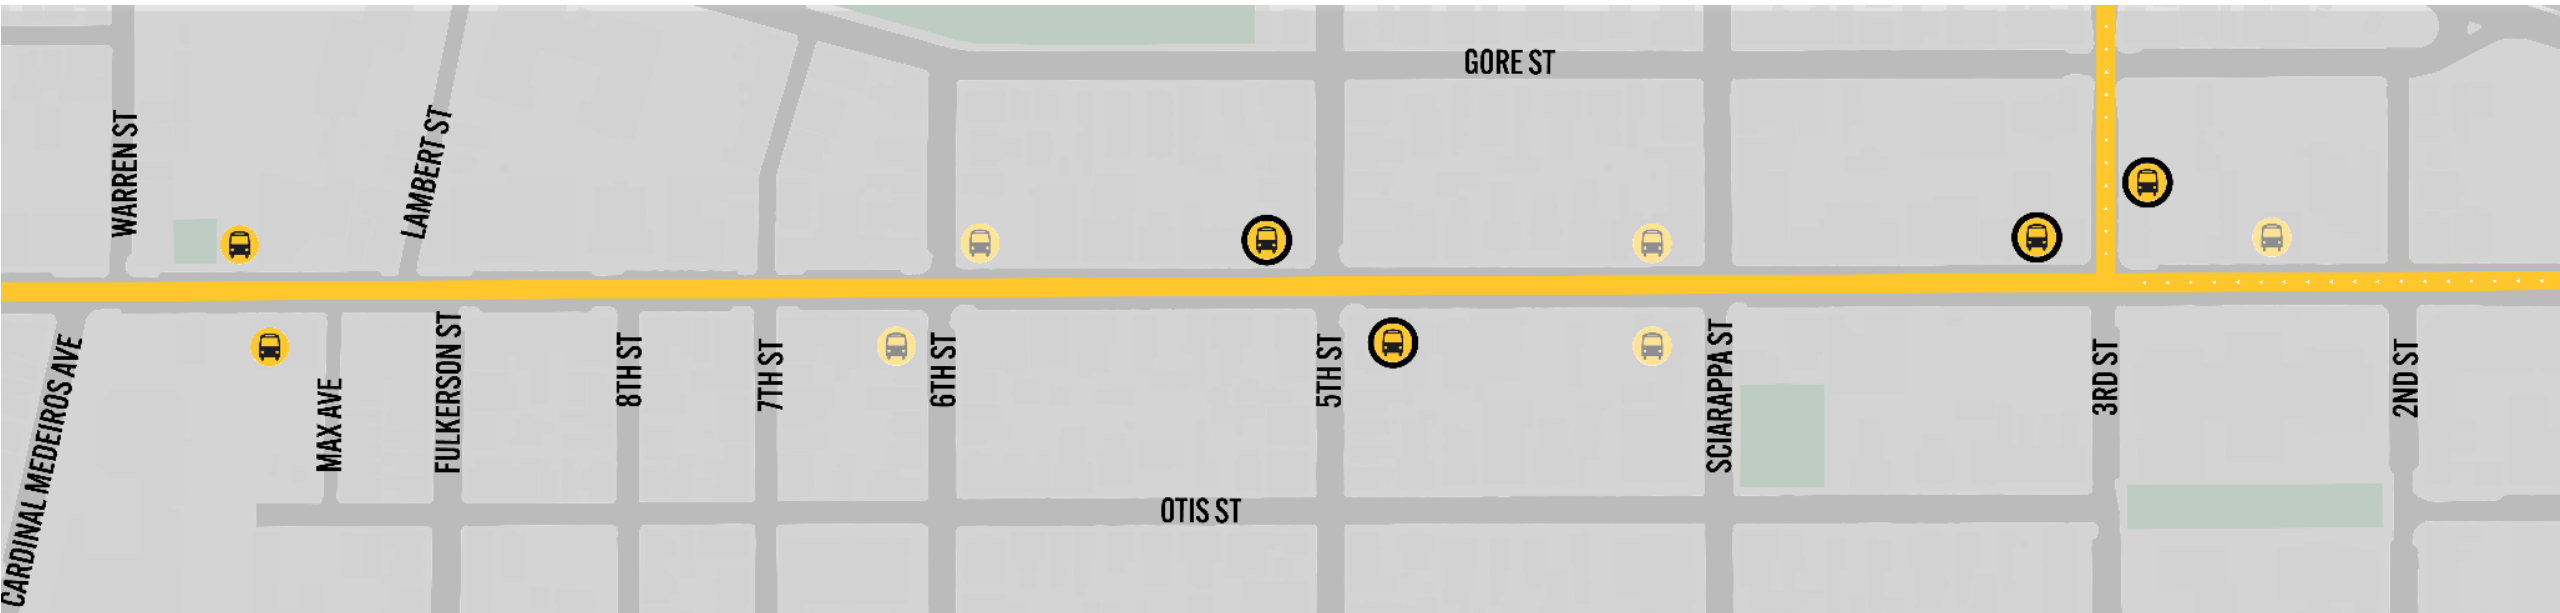 GORE ST
WARREN ST
LAMBERT ST
CARDINAL MEDEIROS AVE
MAX AVE
FULKERSON ST
8TH ST
7TH ST
6TH ST
5TH ST
SCIARAPPA ST
3RD ST
2ND ST
OTIS ST